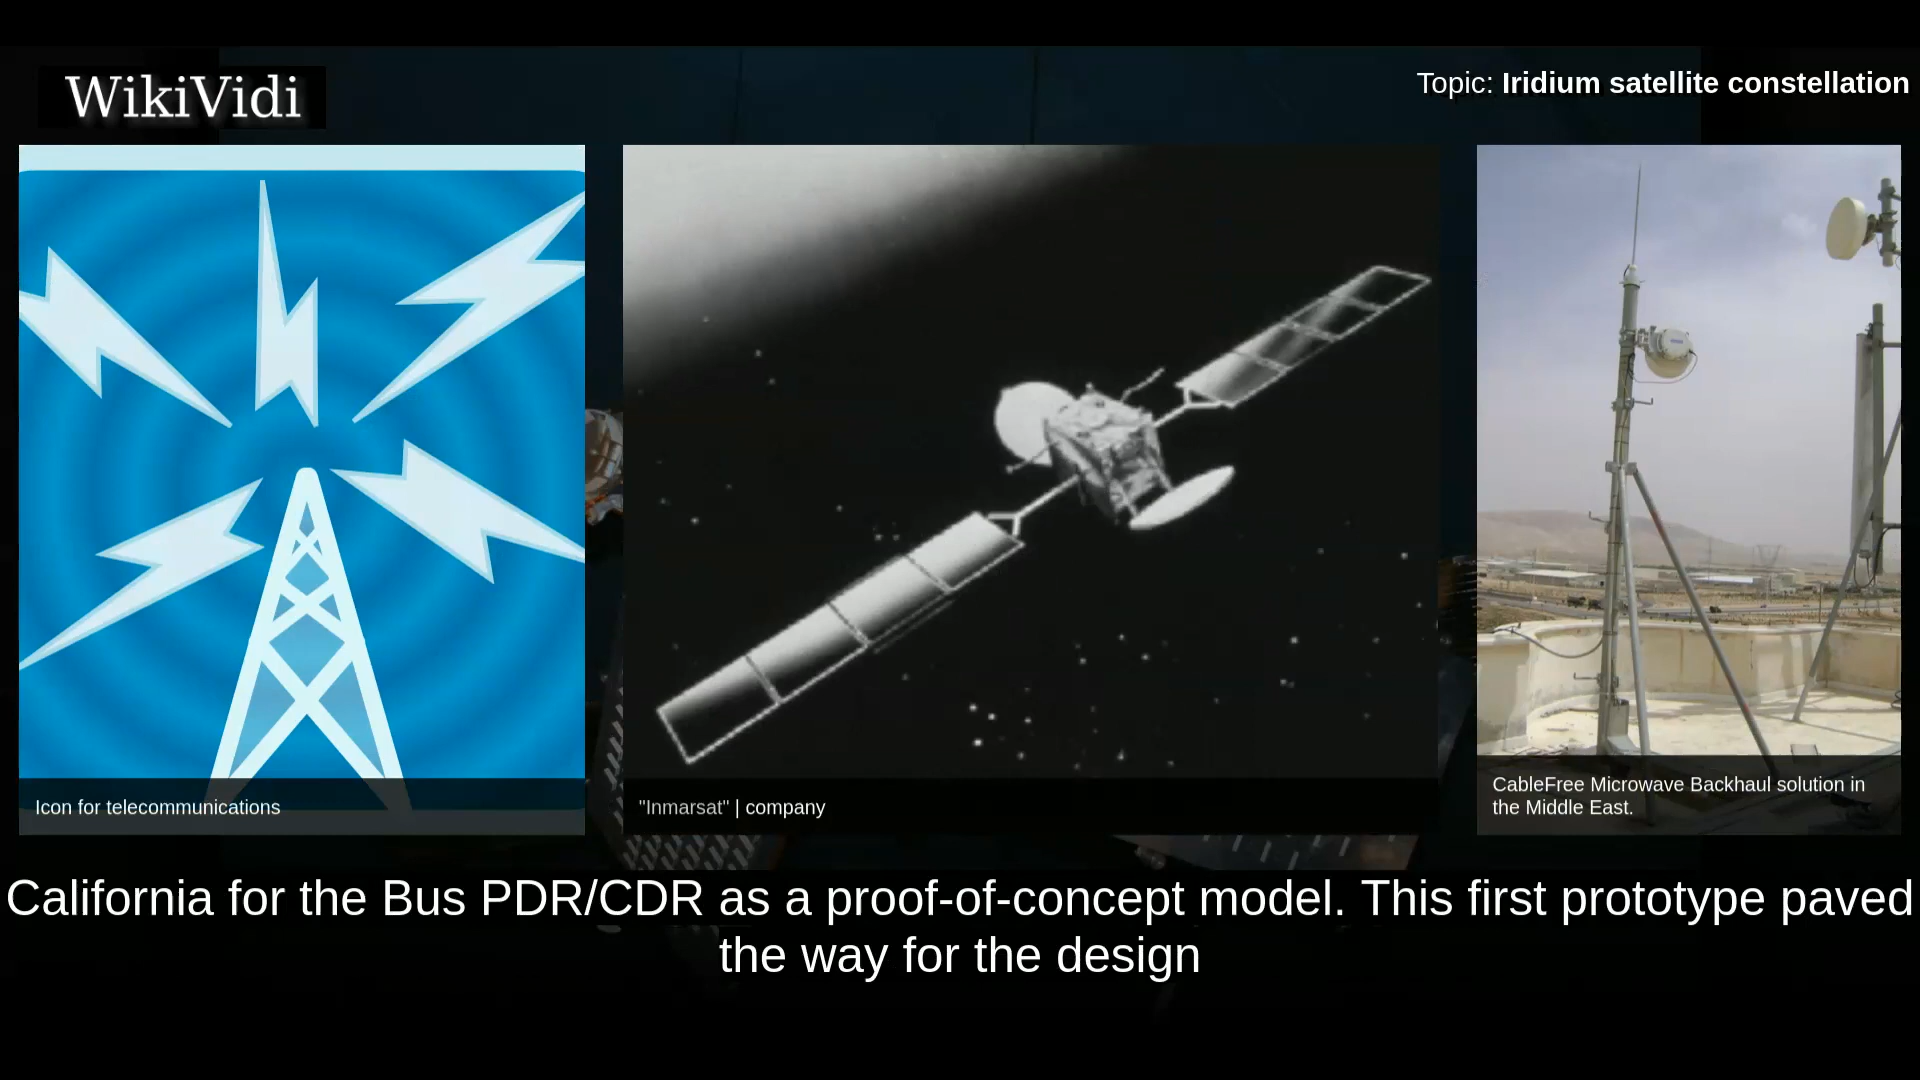 WikiVidi
Topic: Iridium satellite constellation
Icon for telecommunications
"Inmarsat" | company
CableFree Microwave Backhaul solution in
the Middle East.
California for the Bus PDR/CDR as a proof-of-concept model. This first prototype paved
the way for the design